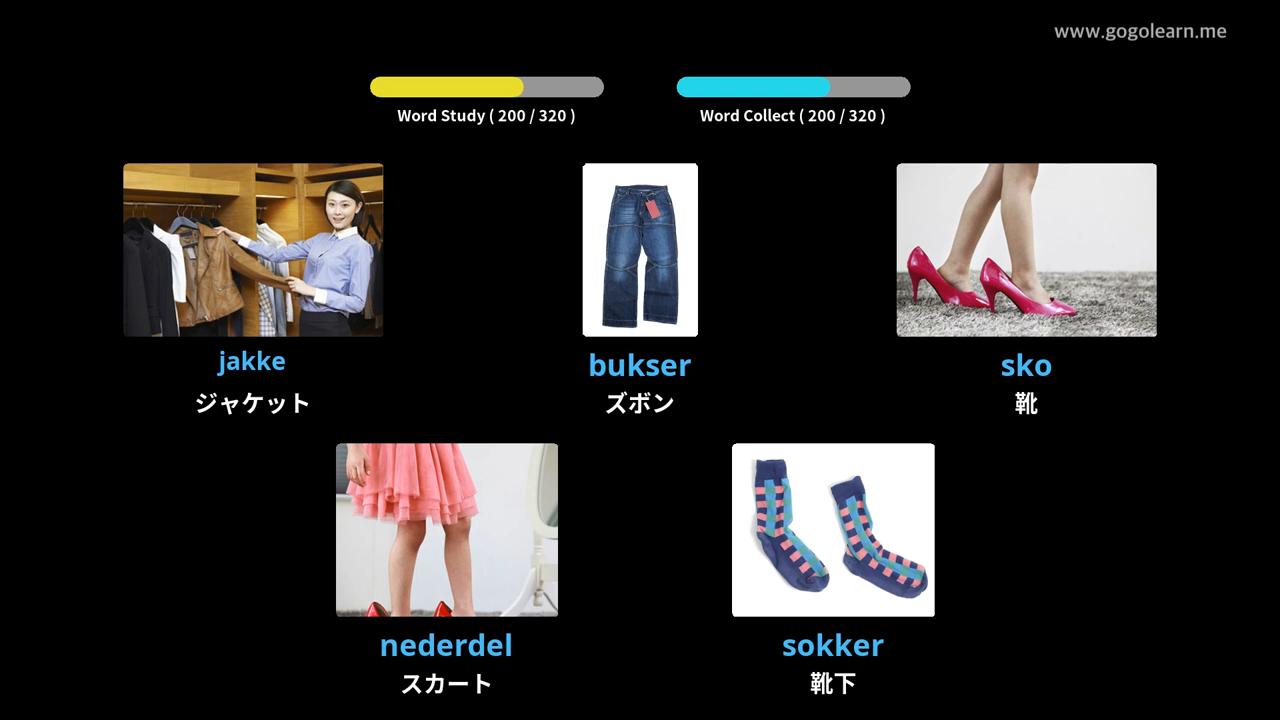 www.gogolearn.me
Word Study ( 200 / 320 )
Word Collect ( 200 / 320 )
jakke
ジャケット
bukser
ズボン
sko
靴
nederdel
スカート
sokker
靴下